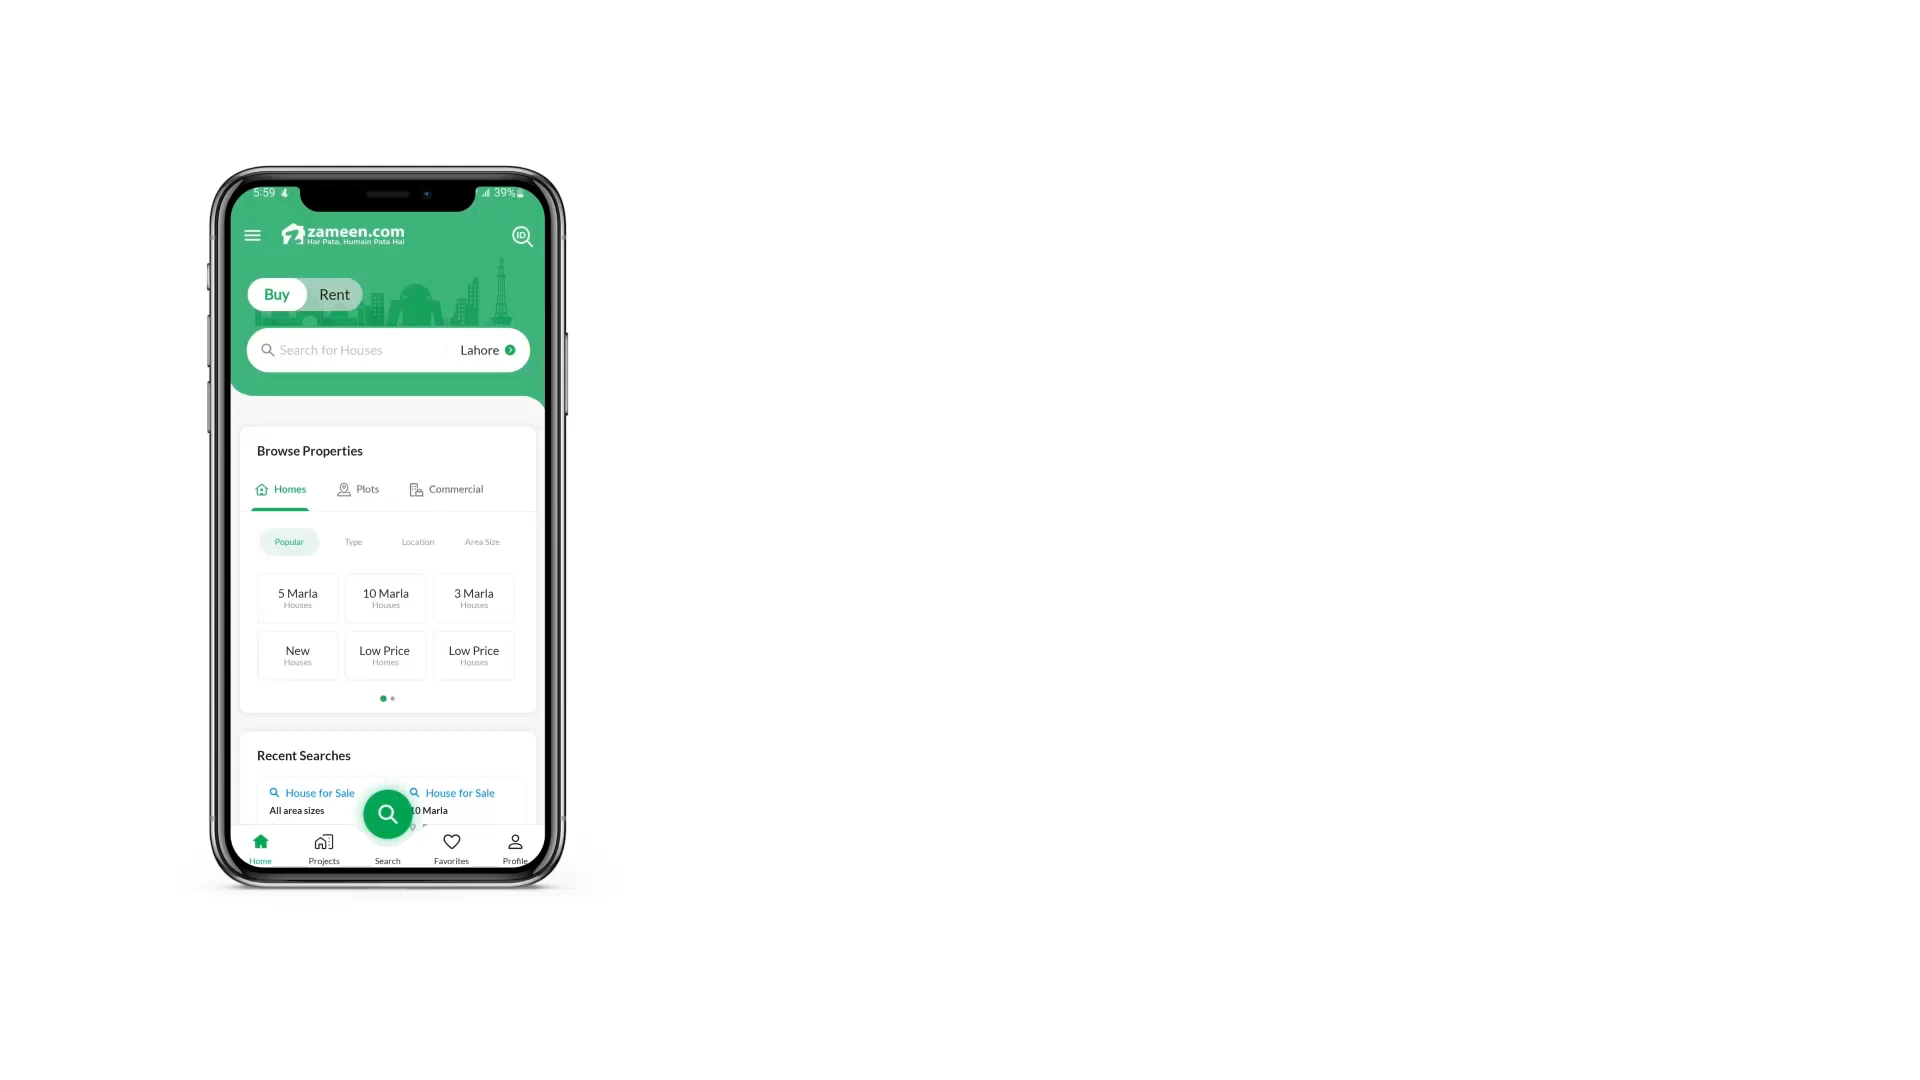 5:59
39%
zameen.com
Har Pata, Humain Pata Hai
ID
Buy Rent
Search for Houses Lahore
Browse Properties
Homes Plots Commercial
Popular Type Location Area Size
5 Marla 10 Marla 3 Marla
Houses Houses Houses
New Low Price Low Price
Houses Homes Houses
Recent Searches
House for Sale House for Sale
All area sizes 10 Marla
Home Projects Search Favorites Profile